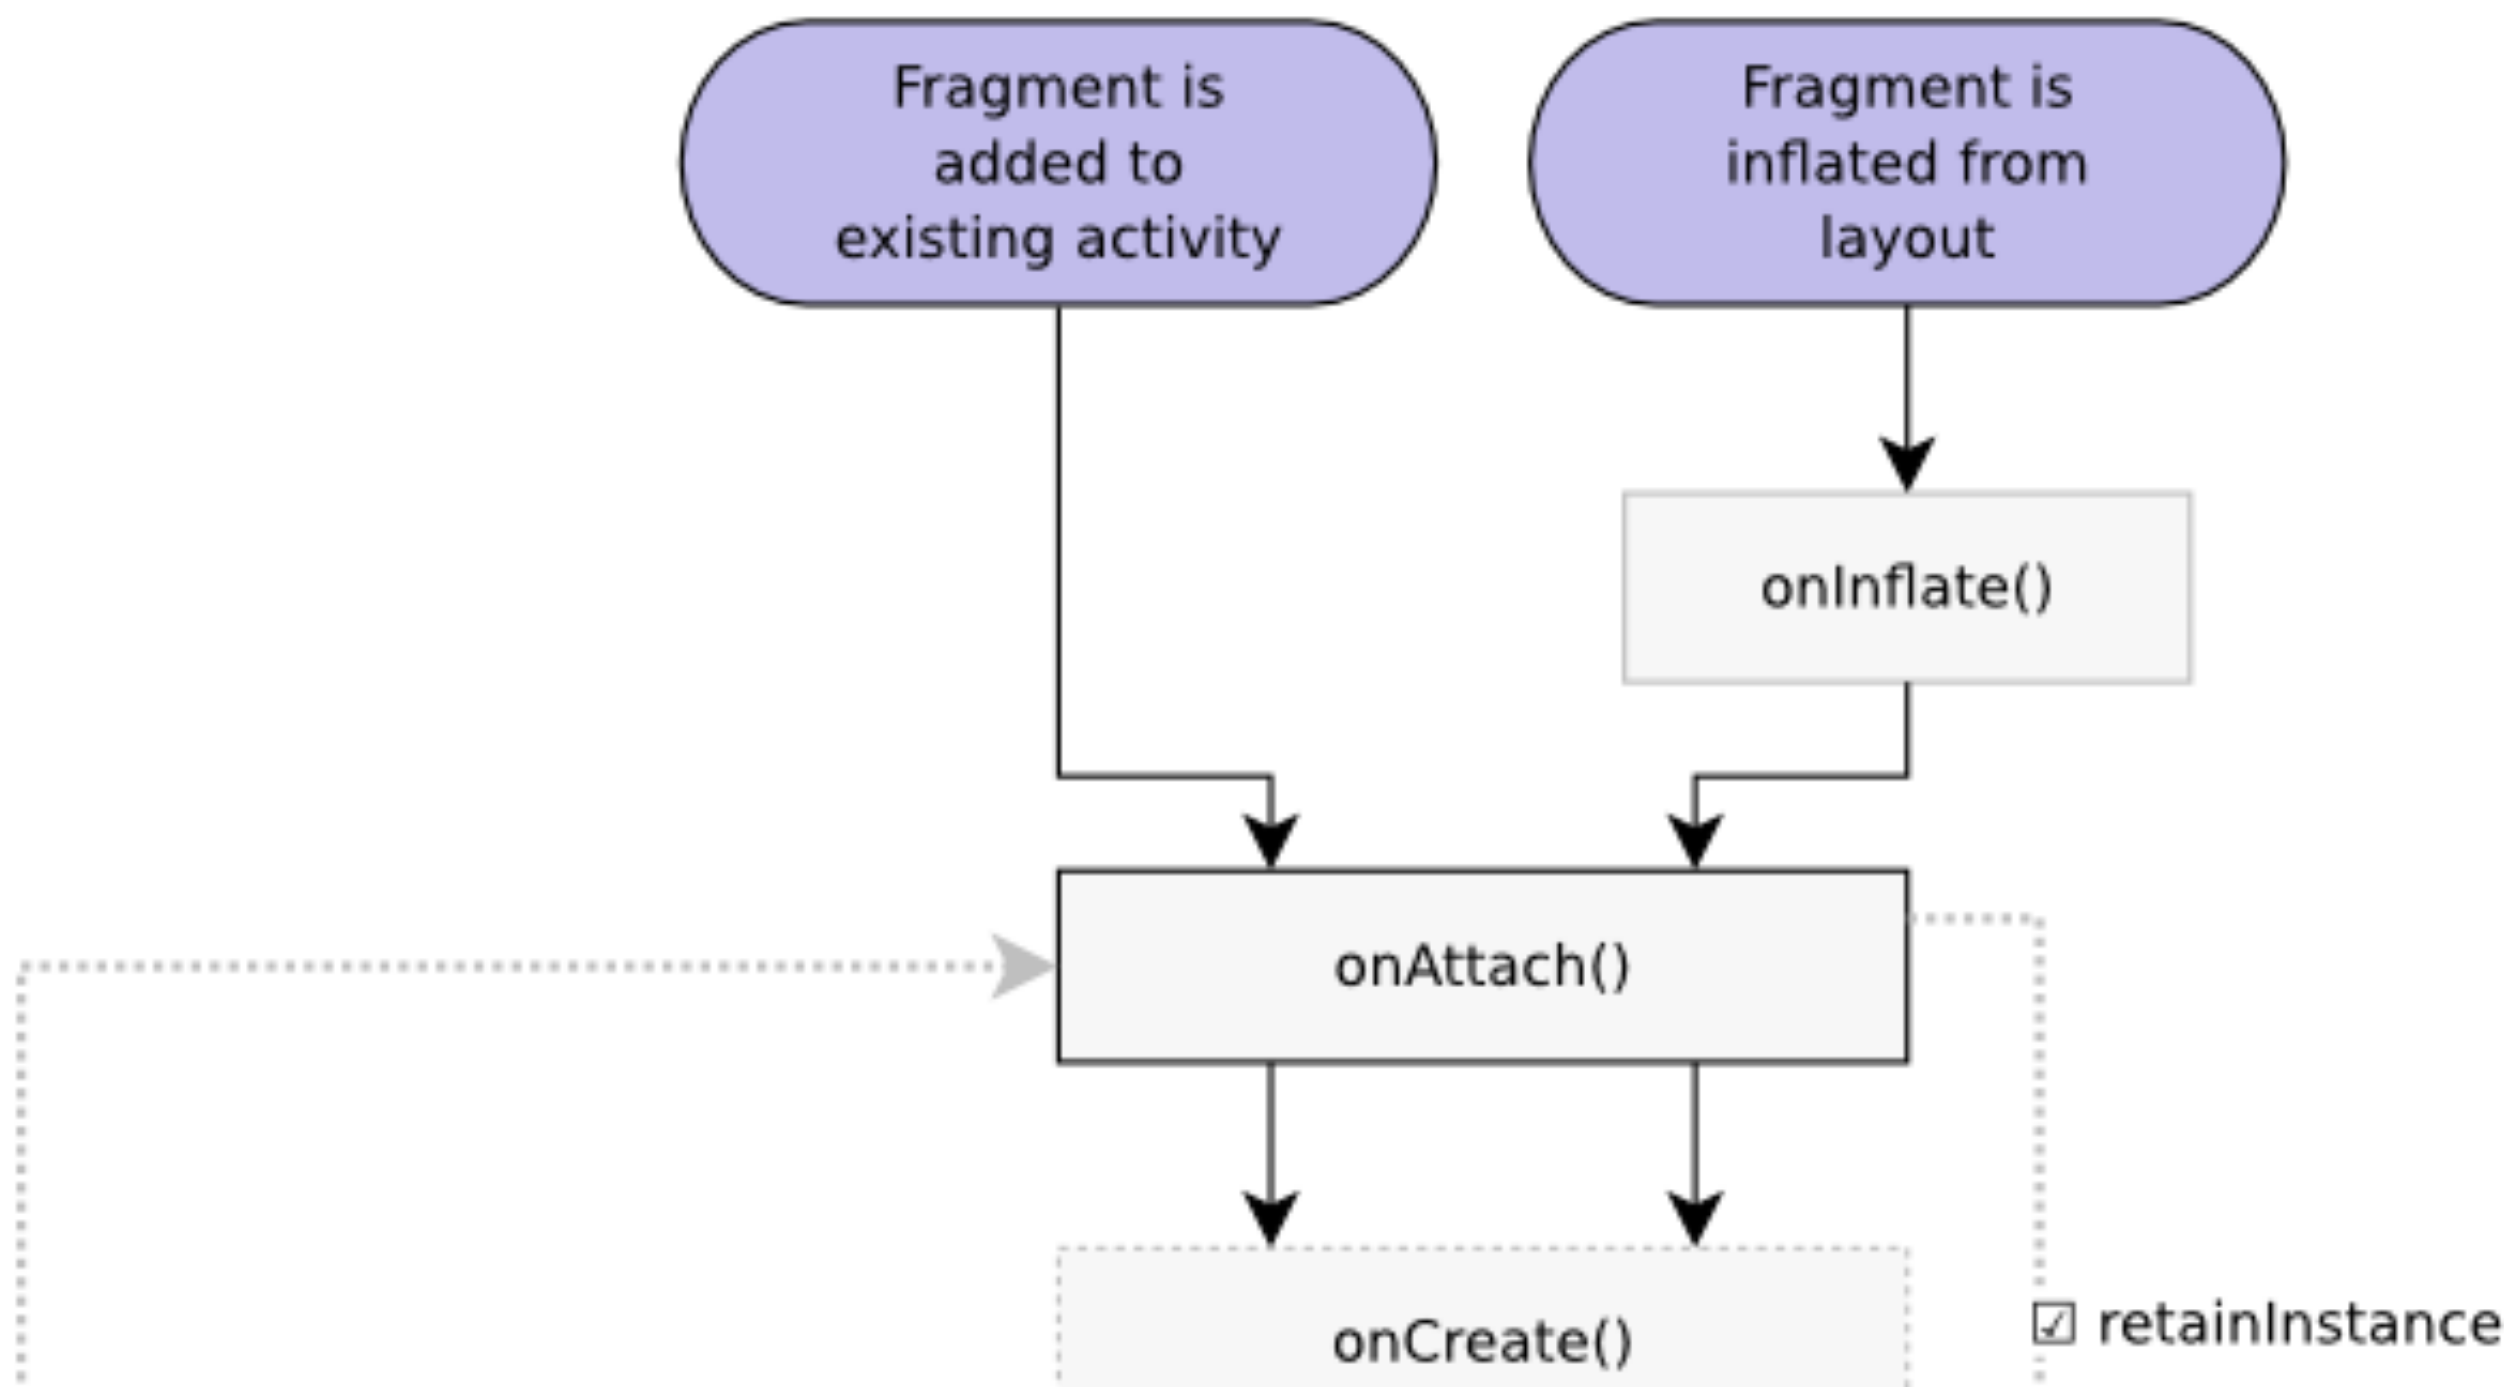 Fragment is
added to
existing activity
Fragment is
inflated from
layout
onInflate()
onAttach()
onCreate()
☑ retainInstance